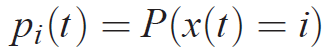 p_i(t) = P(x(t) = i)